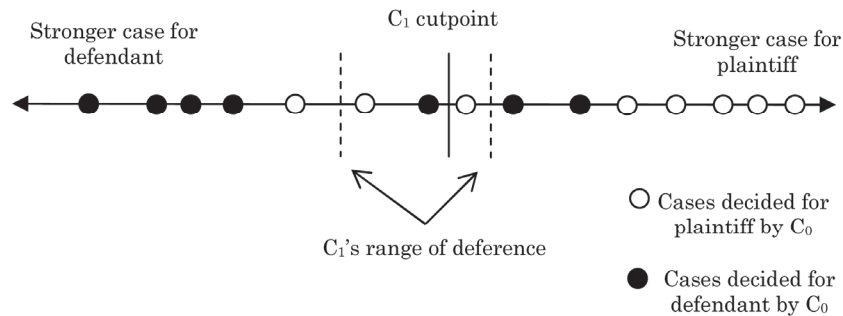 C₁ cutpoint
Stronger case for
defendant
Stronger case for
plaintiff
C₁'s range of deference
Cases decided for
plaintiff by C₀
Cases decided for
defendant by C₀